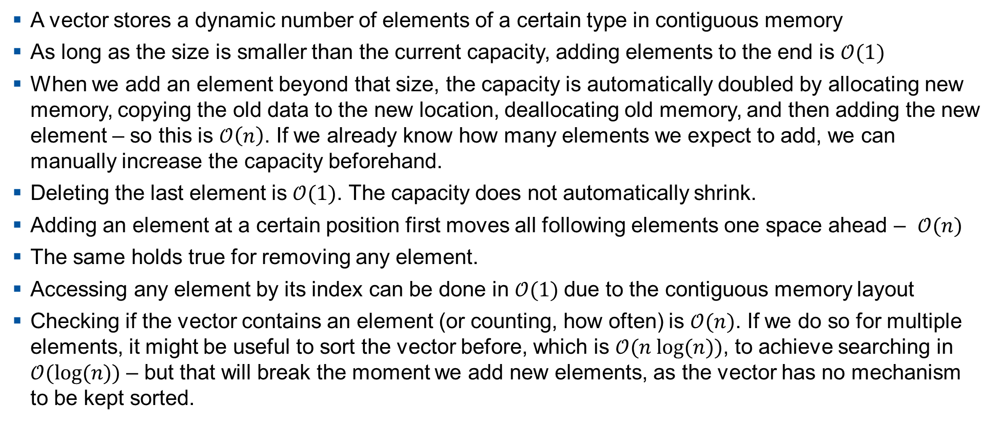 ▪ A vector stores a dynamic number of elements of a certain type in contiguous memory
▪ As long as the size is smaller than the current capacity, adding elements to the end is 𝒪(1)
▪ When we add an element beyond that size, the capacity is automatically doubled by allocating new
memory, copying the old data to the new location, deallocating old memory, and then adding the new
element – so this is 𝒪(n). If we already know how many elements we expect to add, we can
manually increase the capacity beforehand.
▪ Deleting the last element is 𝒪(1). The capacity does not automatically shrink.
▪ Adding an element at a certain position first moves all following elements one space ahead – 𝒪(n)
▪ The same holds true for removing any element.
▪ Accessing any element by its index can be done in 𝒪(1) due to the contiguous memory layout
▪ Checking if the vector contains an element (or counting, how often) is 𝒪(n). If we do so for multiple
elements, it might be useful to sort the vector before, which is 𝒪(n log(n)), to achieve searching in
𝒪(log(n)) – but that will break the moment we add new elements, as the vector has no mechanism
to be kept sorted.